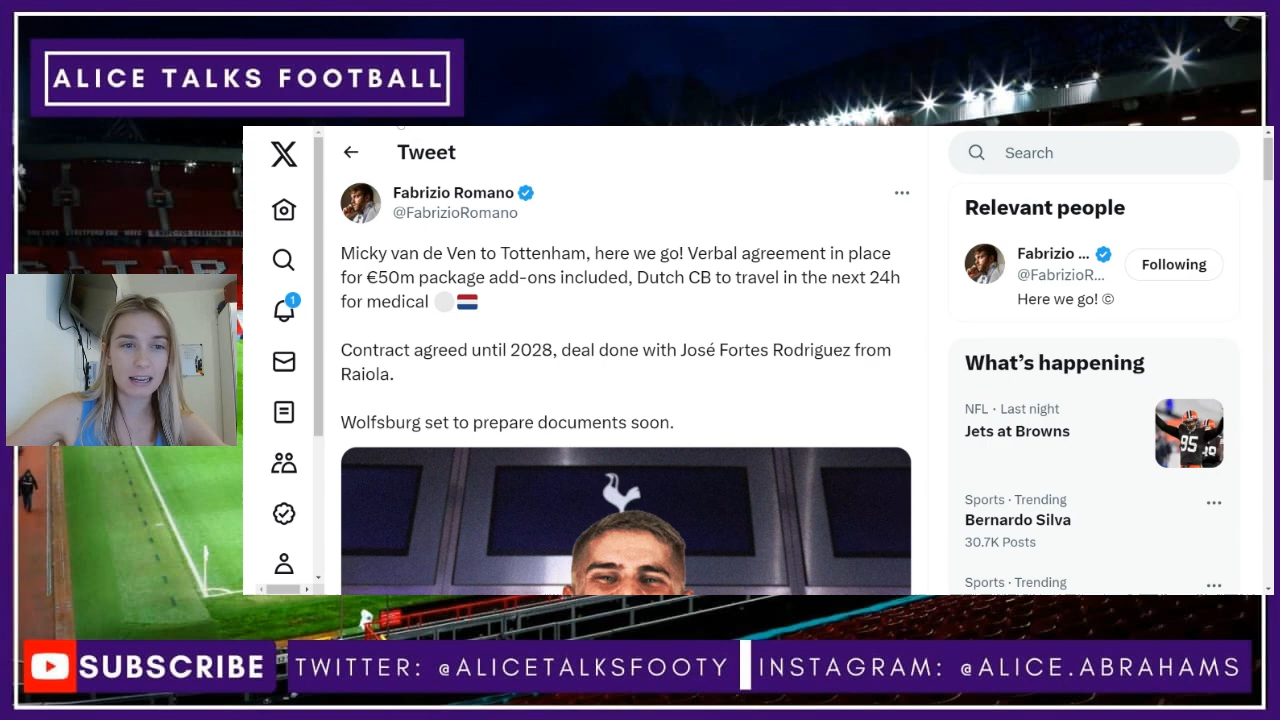 ALICE TALKS FOOTBALL
Tweet
Search
Fabrizio Romano
@FabrizioRomano
Micky van de Ven to Tottenham, here we go! Verbal agreement in place
for €50m package add-ons included, Dutch CB to travel in the next 24h
for medical
Contract agreed until 2028, deal done with José Fortes Rodriguez from
Raiola.
Wolfsburg set to prepare documents soon.
Relevant people
Fabrizio ...
@FabrizioR...
Following
Here we go! ©
What's happening
NFL · Last night
Jets at Browns
95
Sports · Trending
Bernardo Silva
30.7K Posts
Sports · Trending
1
SUBSCRIBE
TWITTER: @ALICETALKSFOOTY
INSTAGRAM: @ALICE.ABRAHAMS